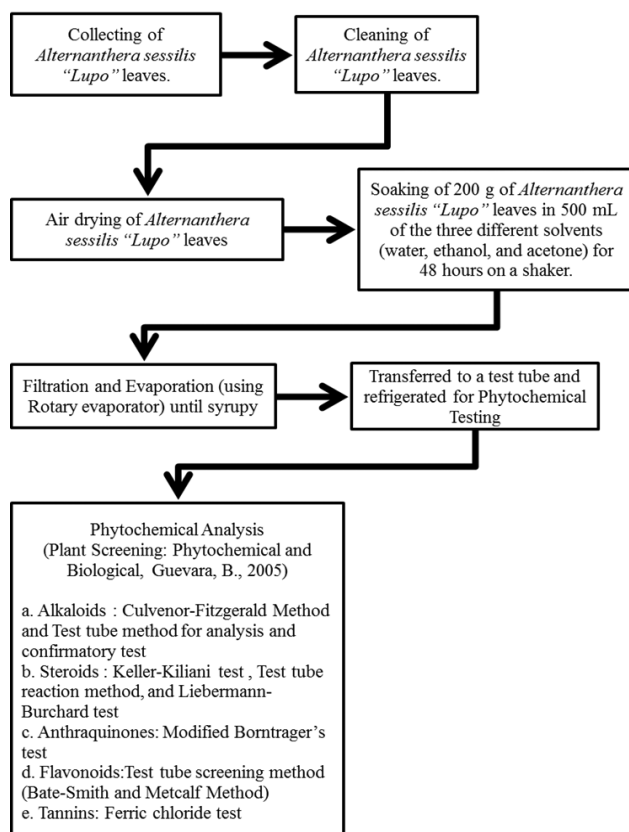 Collecting of
Alternanthera sessilis
“Lupo” leaves.
Cleaning of
Alternanthera sessilis
“Lupo” leaves.
Air drying of Alternanthera
sessilis “Lupo” leaves
Soaking of 200 g of Alternanthera
sessilis “Lupo” leaves in 500 mL
of the three different solvents
(water, ethanol, and acetone) for
48 hours on a shaker.
Filtration and Evaporation (using
Rotary evaporator) until syrupy
Transferred to a test tube and
refrigerated for Phytochemical
Testing
Phytochemical Analysis
(Plant Screening: Phytochemical and
Biological, Guevara, B., 2005)
a. Alkaloids : Culvenor-Fitzgerald Method
and Test tube method for analysis and
confirmatory test
b. Steroids : Keller-Kiliani test , Test tube
reaction method, and Liebermann-
Burchard test
c. Anthraquinones: Modified Borntrager’s
test
d. Flavonoids:Test tube screening method
(Bate-Smith and Metcalf Method)
e. Tannins: Ferric chloride test